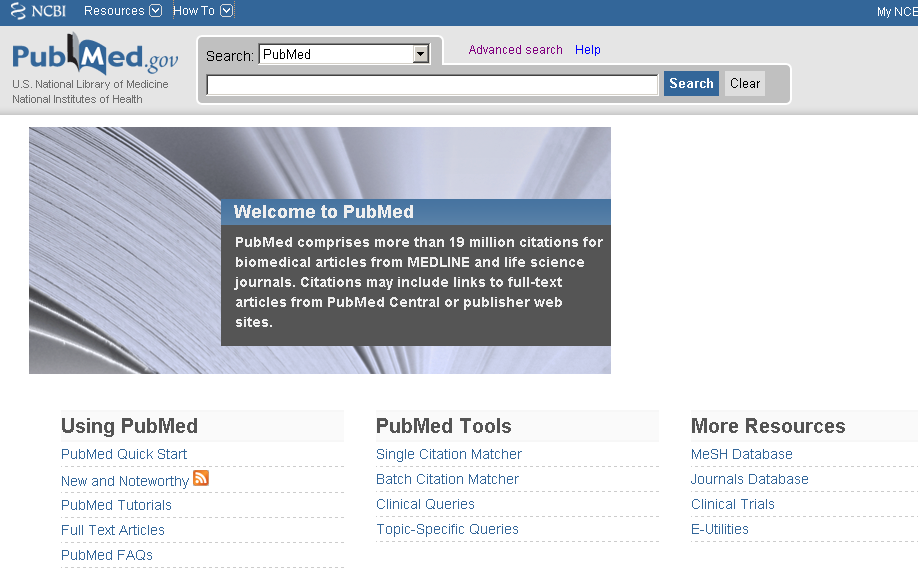 NCBI Resources How To My NCB
PubMed.gov
U.S. National Library of Medicine
National Institutes of Health
Search: PubMed
Advanced search Help
Search Clear
Welcome to PubMed
PubMed comprises more than 19 million citations for
biomedical articles from MEDLINE and life science
journals. Citations may include links to full-text
articles from PubMed Central or publisher web
sites.
Using PubMed
PubMed Quick Start
New and Noteworthy
PubMed Tutorials
Full Text Articles
PubMed FAQs
PubMed Tools
Single Citation Matcher
Batch Citation Matcher
Clinical Queries
Topic-Specific Queries
More Resources
MeSH Database
Journals Database
Clinical Trials
E-Utilities